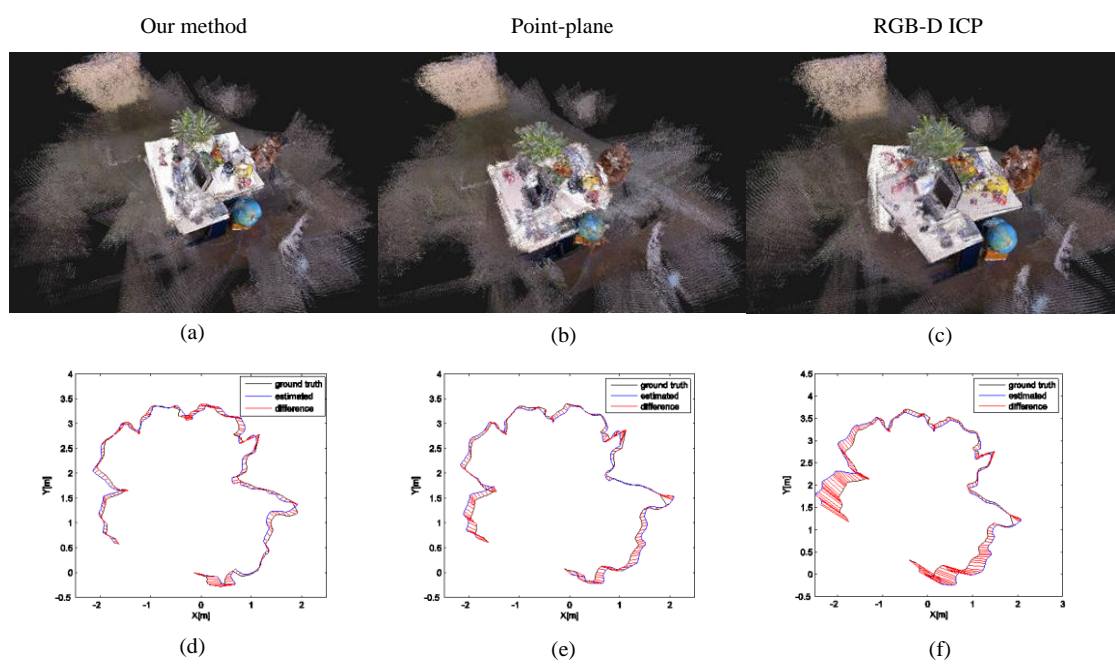 Our method Point-plane RGB-D ICP
(a) (b) (c)
4
3.5
3
2.5
2
1.5
1
0.5
0
-0.5
Y[m]
-2 -1 0 1 2
X[m]
ground truth
estimated
difference
4
3.5
3
2.5
2
1.5
1
0.5
0
-0.5
Y[m]
-2 -1 0 1 2
X[m]
ground truth
estimated
difference
4.5
4
3.5
3
2.5
2
1.5
1
0.5
0
-0.5
Y[m]
-2 -1 0 1 2 3
X[m]
ground truth
estimated
difference
(d) (e) (f)